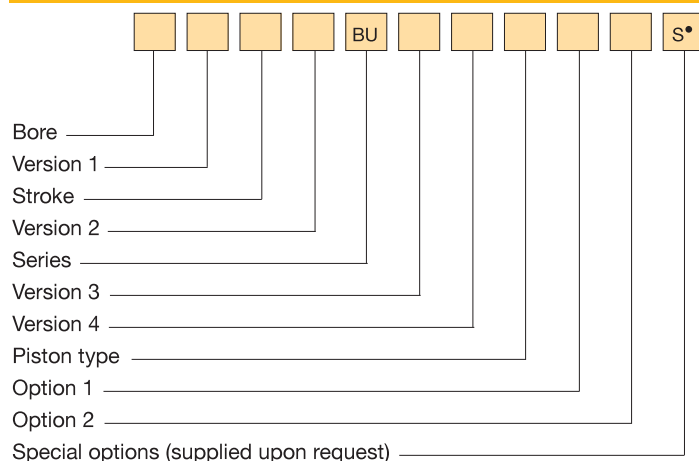 BU S•
Bore
Version 1
Stroke
Version 2
Series
Version 3
Version 4
Piston type
Option 1
Option 2
Special options (supplied upon request)